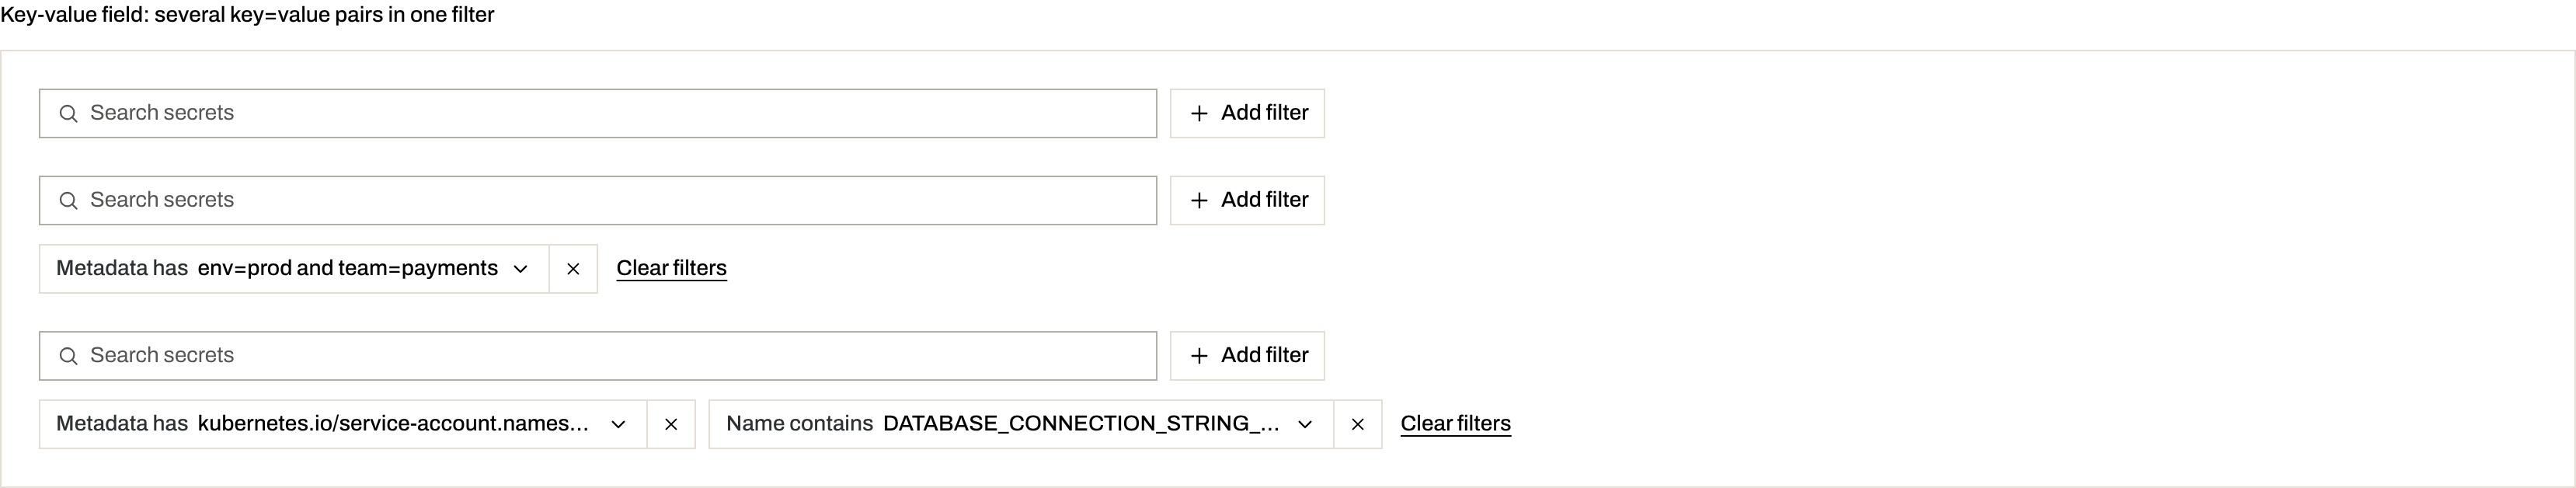 Key-value field: several key=value pairs in one filter
Search secrets Add filter
Search secrets Add filter
Metadata has env=prod and team=payments Clear filters
Search secrets Add filter
Metadata has kubernetes.io/service-account.names... Name contains DATABASE_CONNECTION_STRING_... Clear filters